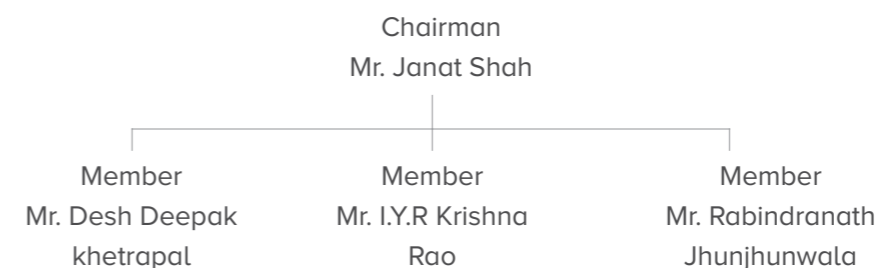 Chairman
Mr. Janat Shah
Member
Mr. Desh Deepak
khetrapal
Member
Mr. I.Y.R Krishna
Rao
Member
Mr. Rabindranath
Jhunjhunwala